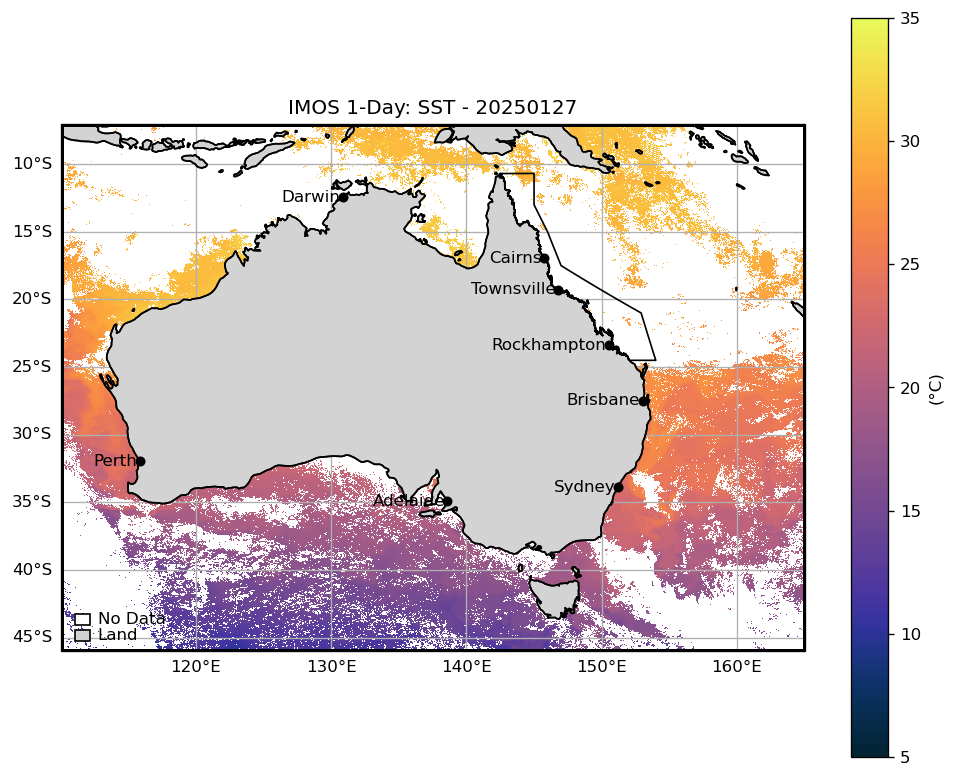 IMOS 1-Day: SST - 20250127
35
30
25
20
15
10
5
(°C)
10°S
15°S
20°S
25°S
30°S
35°S
40°S
45°S
Darwin
Cairns
Townsville
Rockhampton
Brisbane
Perth
Sydney
Adelaide
No Data
Land
120°E
130°E
140°E
150°E
160°E